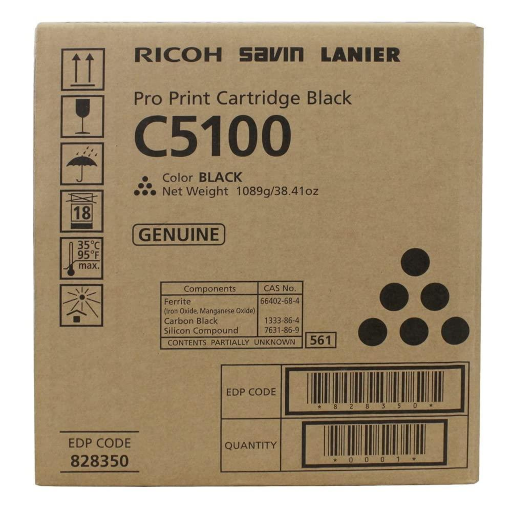 RICOH Savin LANIER
Pro Print Cartridge Black
C5100
Color BLACK
Net Weight 1089g/38.41oz
GENUINE
18
35°C
95°F
max.
Components CAS No.
Ferrite 66402-68-4
(Iron Oxide, Manganese Oxide)
Carbon Black 1333-86-4
Silicon Compound 7631-86-9
CONTENTS PARTIALLY UNKNOWN
561
EDP CODE
*828350*
QUANTITY
*0001*
EDP CODE
828350